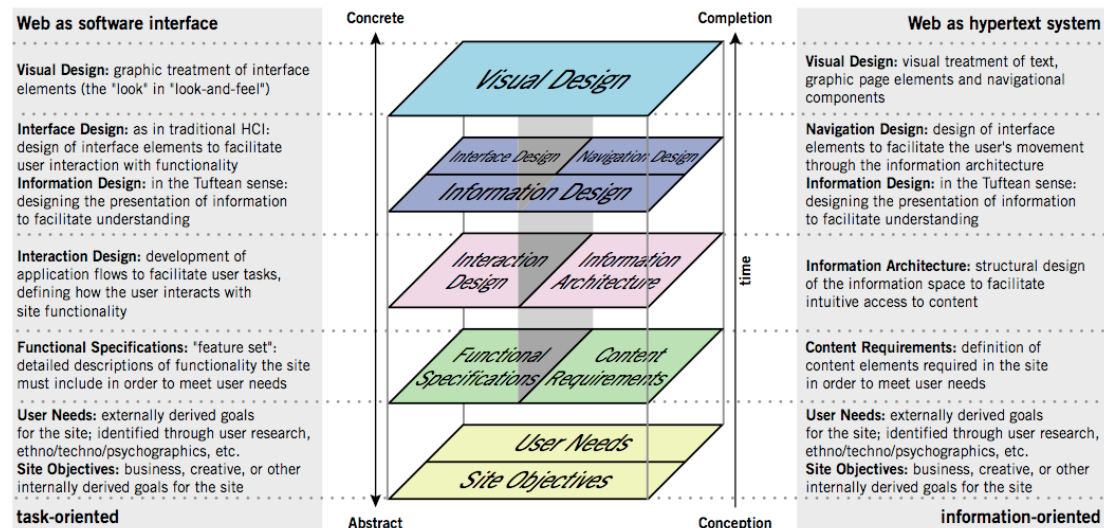 Web as software interface
Visual Design: graphic treatment of interface
elements (the "look" in "look-and-feel")
Interface Design: as in traditional HCI:
design of interface elements to facilitate
user interaction with functionality
Information Design: in the Tuftean sense:
designing the presentation of information
to facilitate understanding
Interaction Design: development of
application flows to facilitate user tasks,
defining how the user interacts with
site functionality
Functional Specifications: "feature set":
detailed descriptions of functionality the site
must include in order to meet user needs
User Needs: externally derived goals
for the site; identified through user research,
ethno/techno/psychographics, etc.
Site Objectives: business, creative, or other
internally derived goals for the site
task-oriented
Concrete
Completion
Visual Design
Interface Design
Navigation Design
Information Design
Interaction
Design
Information
Architecture
Functional
Specifications
Content
Requirements
User Needs
Site Objectives
time
Abstract
Conception
Web as hypertext system
Visual Design: visual treatment of text,
graphic page elements and navigational
components
Navigation Design: design of interface
elements to facilitate the user's movement
through the information architecture
Information Design: in the Tuftean sense:
designing the presentation of information
to facilitate understanding
Information Architecture: structural design
of the information space to facilitate
intuitive access to content
Content Requirements: definition of
content elements required in the site
in order to meet user needs
User Needs: externally derived goals
for the site; identified through user research,
ethno/techno/psychographics, etc.
Site Objectives: business, creative, or other
internally derived goals for the site
information-oriented